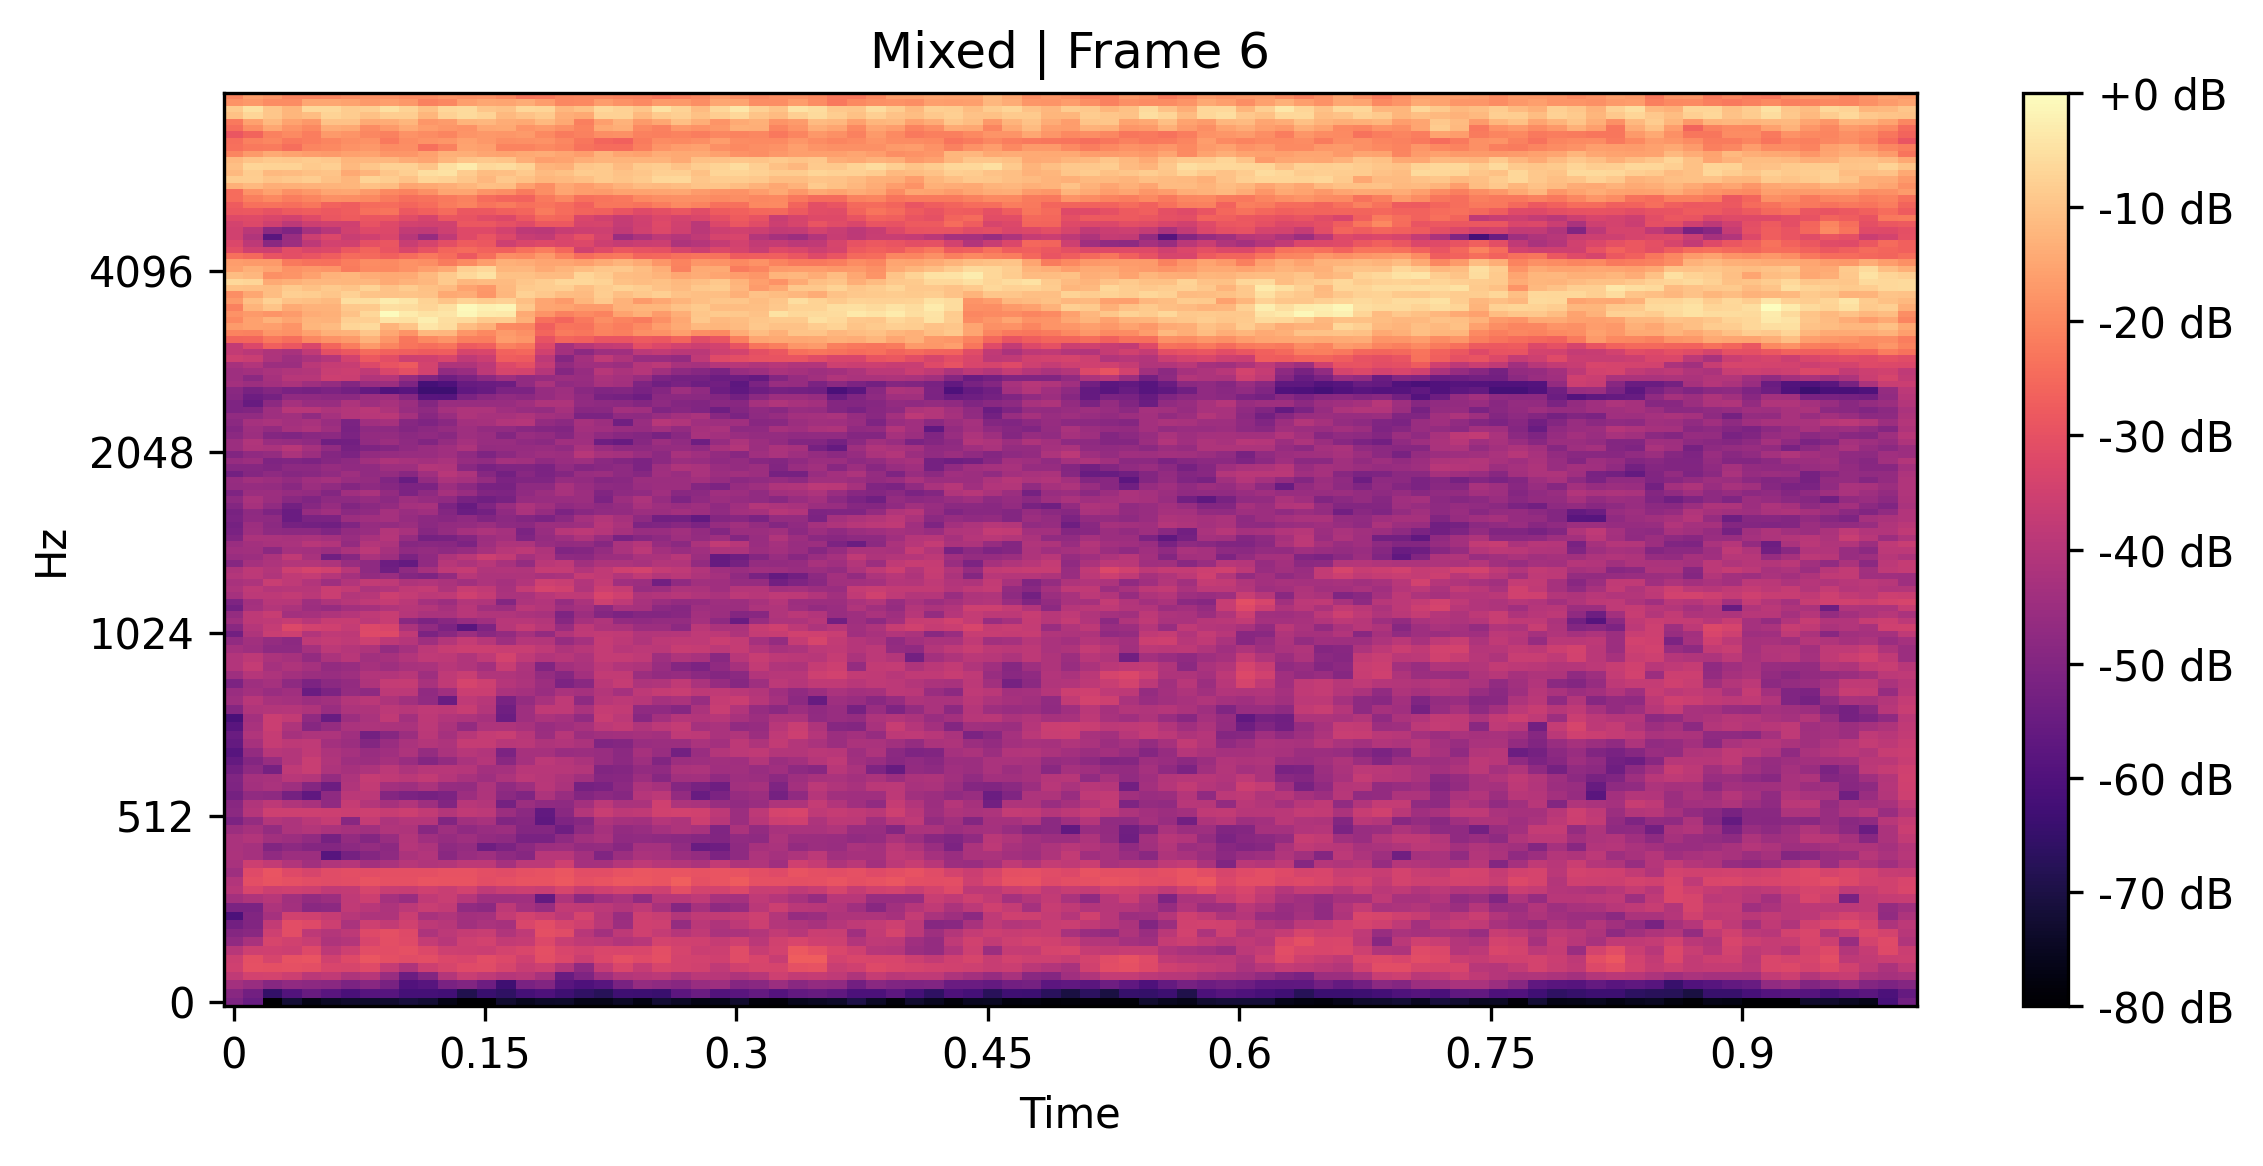 Mixed | Frame 6
+0 dB
-10 dB
-20 dB
-30 dB
-40 dB
-50 dB
-60 dB
-70 dB
-80 dB
Hz
4096
2048
1024
512
0
0 0.15 0.3 0.45 0.6 0.75 0.9
Time